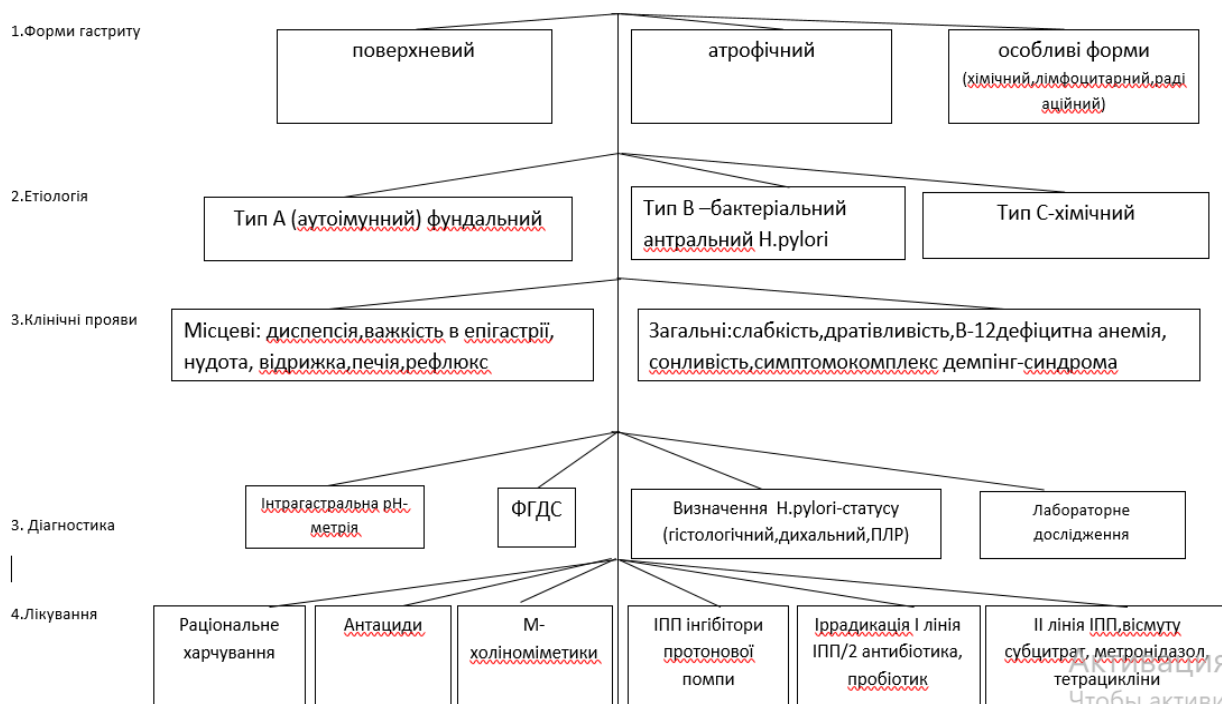 1.Форми гастриту
поверхневий
атрофічний
особливі форми
(хімічний,лімфоцитарний,раді
аційний)
2.Етіологія
Тип А (аутоімунний) фундальний
Тип В –бактеріальний
антральний H.pylori
Тип С-хімічний
3.Клінічні прояви
Місцеві: диспепсія,важкість в епігастрії,
нудота, відрижка,печія,рефлюкс
Загальні:слабкість,дратівливість,В-12дефіцитна анемія,
сонливість,симптомокомплекс демпінг-синдрома
3. Діагностика
Інтрагастральна рН-
метрія
ФГДС
Визначення H.pylori-статусу
(гістологічний,дихальний,ПЛР)
Лабораторне
дослідження
4.Лікування
Раціональне
харчування
Антациди
М-
холіноміметики
ІПП інгібітори
протонової
помпи
Іррадикація І лінія
ІПП/2 антибіотика,
пробіотик
ІІ лінія ІПП,вісмуту
субцитрат, метронідазол,
тетрацикліни
Активация
Чтобы активи